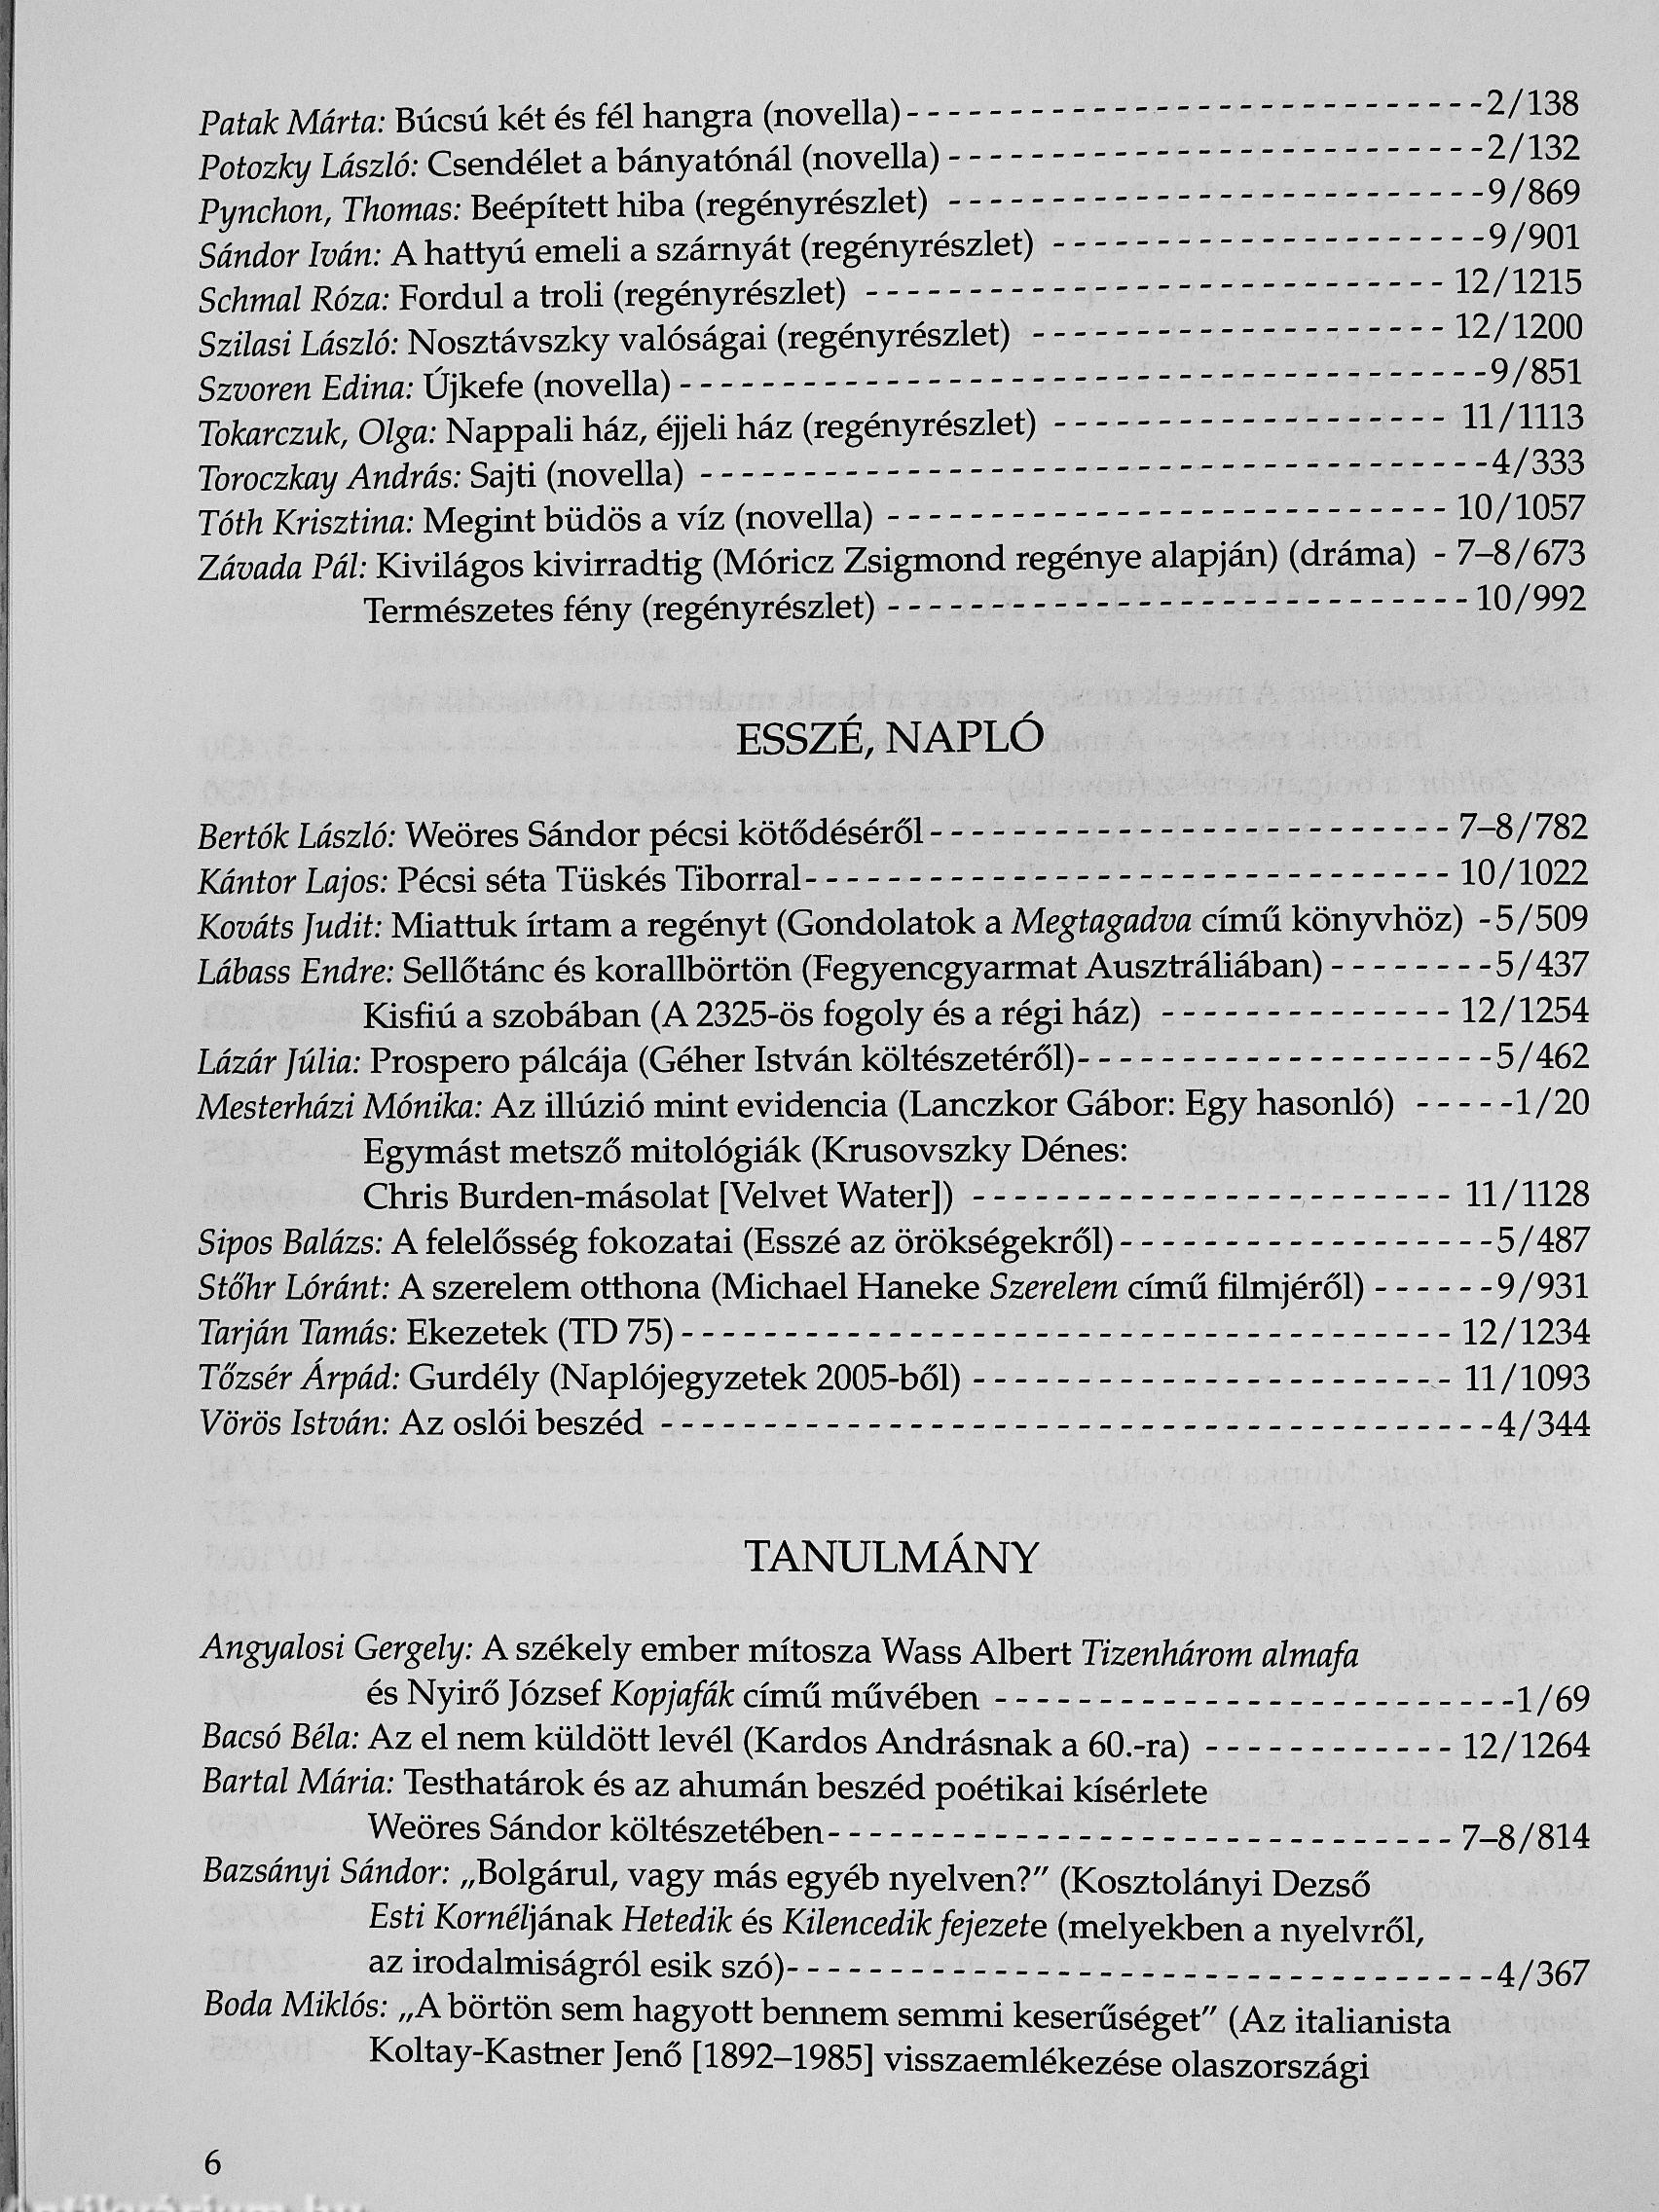 Patak Márta: Búcsú két és fél hangra (novella)- - - - - - - - - - - - - - - - - - - - - - - - - - - -2/138
Potozky László: Csendélet a bányatónál (novella) - - - - - - - - - - - - - - - - - - - - - - - - - -2/132
Pynchon, Thomas: Beépített hiba (regényrészlet) - - - - - - - - - - - - - - - - - - - - - - - - - -9/869
Sándor Iván: A hattyú emeli a szárnyát (regényrészlet) - - - - - - - - - - - - - - - - - - - - -9/901
Schmal Róza: Fordul a troli (regényrészlet) - - - - - - - - - - - - - - - - - - - - - - - - - - - - 12/1215
Szilasi László: Nosztávszky valóságai (regényrészlet) - - - - - - - - - - - - - - - - - - - - 12/1200
Szvoren Edina: Újkefe (novella) - - - - - - - - - - - - - - - - - - - - - - - - - - - - - - - - - - - - - - -9/851
Tokarczuk, Olga: Nappali ház, éjjeli ház (regényrészlet) - - - - - - - - - - - - - - - - - - - 11/1113
Toroczkay András: Sajti (novella) - - - - - - - - - - - - - - - - - - - - - - - - - - - - - - - - - - - - - -4/333
Tóth Krisztina: Megint büdös a víz (novella) - - - - - - - - - - - - - - - - - - - - - - - - - - - 10/1057
Závada Pál: Kivilágos kivirradtig (Móricz Zsigmond regénye alapján) (dráma) - 7–8/673
Természetes fény (regényrészlet) - - - - - - - - - - - - - - - - - - - - - - - - - - - - 10/992
ESSZÉ, NAPLÓ
Bertók László: Weöres Sándor pécsi kötődéséről - - - - - - - - - - - - - - - - - - - - - - - - - 7–8/782
Kántor Lajos: Pécsi séta Tüskés Tiborral- - - - - - - - - - - - - - - - - - - - - - - - - - - - - - - 10/1022
Kováts Judit: Miattuk írtam a regényt (Gondolatok a Megtagadva című könyvhöz) -5/509
Lábass Endre: Sellőtánc és korallbörtön (Fegyencgyarmat Ausztráliában) - - - - - - - -5/437
Kisfiú a szobában (A 2325-ös fogoly és a régi ház) - - - - - - - - - - - - - - 12/1254
Lázár Júlia: Prospero pálcája (Géher István költészetéről)- - - - - - - - - - - - - - - - - - - -5/462
Mesterházi Mónika: Az illúzió mint evidencia (Lanczkor Gábor: Egy hasonló) - - - - -1/20
Egymást metsző mitológiák (Krusovszky Dénes:
Chris Burden-másolat [Velvet Water]) - - - - - - - - - - - - - - - - - - - - - - - 11/1128
Sipos Balázs: A felelősség fokozatai (Esszé az örökségekről) - - - - - - - - - - - - - - - - - -5/487
Stőhr Lóránt: A szerelem otthona (Michael Haneke Szerelem című filmjéről) - - - - - -9/931
Tarján Tamás: Ekezetek (TD 75) - - - - - - - - - - - - - - - - - - - - - - - - - - - - - - - - - - - - - 12/1234
Tőzsér Árpád: Gurdély (Naplójegyzetek 2005-ből) - - - - - - - - - - - - - - - - - - - - - - - 11/1093
Vörös István: Az oslói beszéd - - - - - - - - - - - - - - - - - - - - - - - - - - - - - - - - - - - - - - - -4/344
TANULMÁNY
Angyalosi Gergely: A székely ember mítosza Wass Albert Tizenhárom almafa
és Nyirő József Kopjafák című művében - - - - - - - - - - - - - - - - - - - - - - - - -1/69
Bacsó Béla: Az el nem küldött levél (Kardos Andrásnak a 60.-ra) - - - - - - - - - - - - 12/1264
Bartal Mária: Testhatárok és az ahumán beszéd poétikai kísérlete
Weöres Sándor költészetében- - - - - - - - - - - - - - - - - - - - - - - - - - - - - - 7–8/814
Bazsányi Sándor: „Bolgárul, vagy más egyéb nyelven?” (Kosztolányi Dezső
Esti Kornéljának Hetedik és Kilencedik fejezete (melyekben a nyelvről,
az irodalmiságról esik szó)- - - - - - - - - - - - - - - - - - - - - - - - - - - - - - - - - -4/367
Boda Miklós: „A börtön sem hagyott bennem semmi keserűséget” (Az italianista
Koltay-Kastner Jenő [1892–1985] visszaemlékezése olaszországi
6